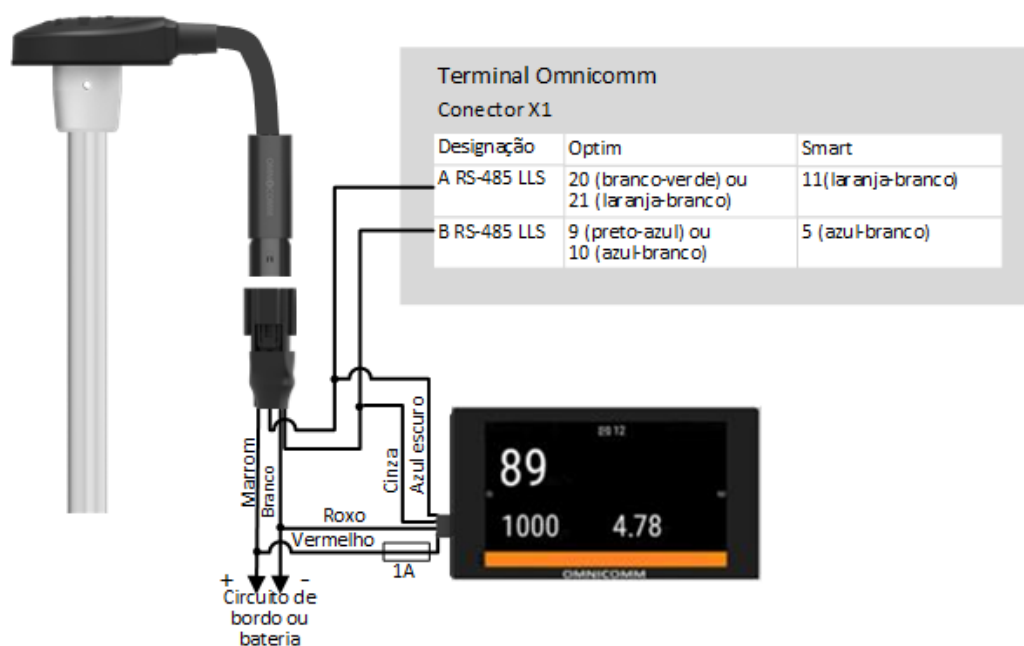 Terminal Omnicomm
Conector X1
Designação Optim Smart
A RS-485 LLS 20 (branco-verde) ou 11(laranja-branco)
21 (laranja-branco)
B RS-485 LLS 9 (preto-azul) ou 5 (azul-branco)
10 (azul-branco)
OMNICOMM
Marrom
Branco
Cinza
Azul escuro
89
1000 4.78
OMNICOMM
Roxo
Vermelho
1A
+ -
Circuito de
bordo ou
bateria